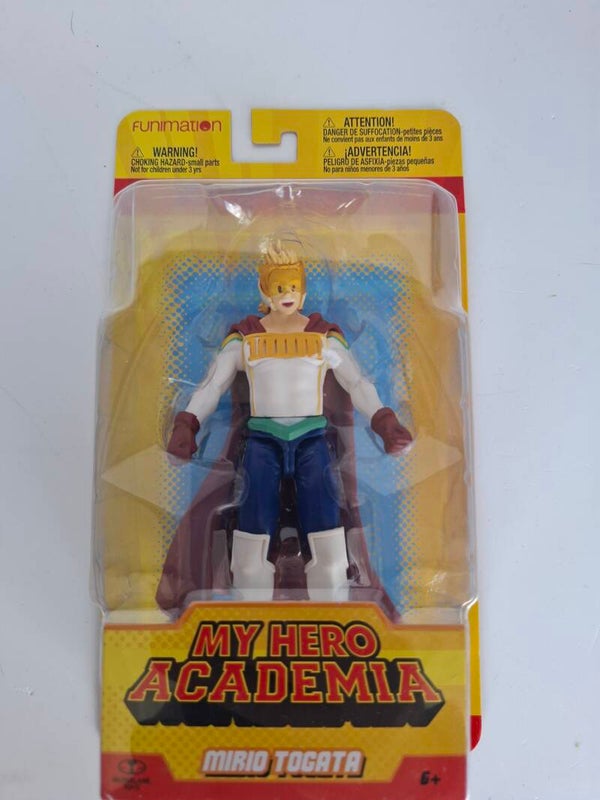 FUNIMATION
WARNING!
CHOKING HAZARD-small parts
Not for children under 3 yrs
ATTENTION!
DANGER DE SUFFOCATION-petites pièces
Ne convient pas aux enfants de moins de 3 ans
¡ADVERTENCIA!
PELIGRO DE ASFIXIA-piezas pequeñas
No para niños menores de 3 años
MY HERO
ACADEMIA
MIRIO TOGATA
6+